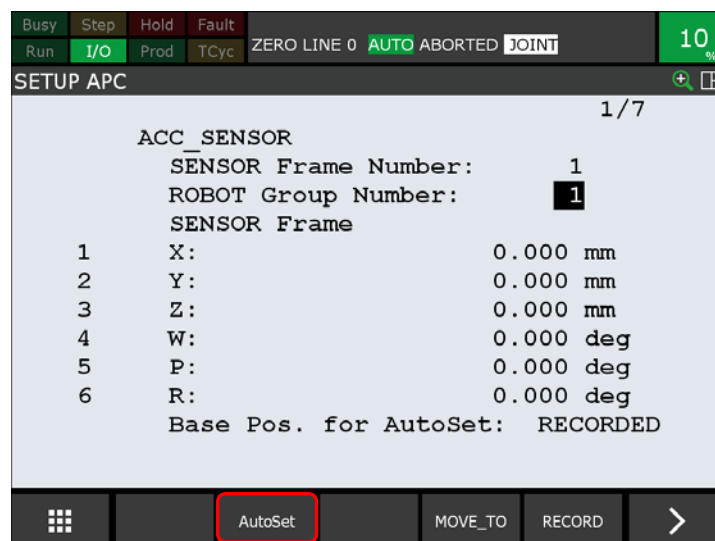 Busy Step Hold Fault
Run I/O Prod TCyc ZERO LINE 0 AUTO ABORTED JOINT 10 %
SETUP APC
1/7
ACC_SENSOR
SENSOR Frame Number: 1
ROBOT Group Number: 1
SENSOR Frame
1 X: 0.000 mm
2 Y: 0.000 mm
3 Z: 0.000 mm
4 W: 0.000 deg
5 P: 0.000 deg
6 R: 0.000 deg
Base Pos. for AutoSet: RECORDED
AutoSet MOVE_TO RECORD